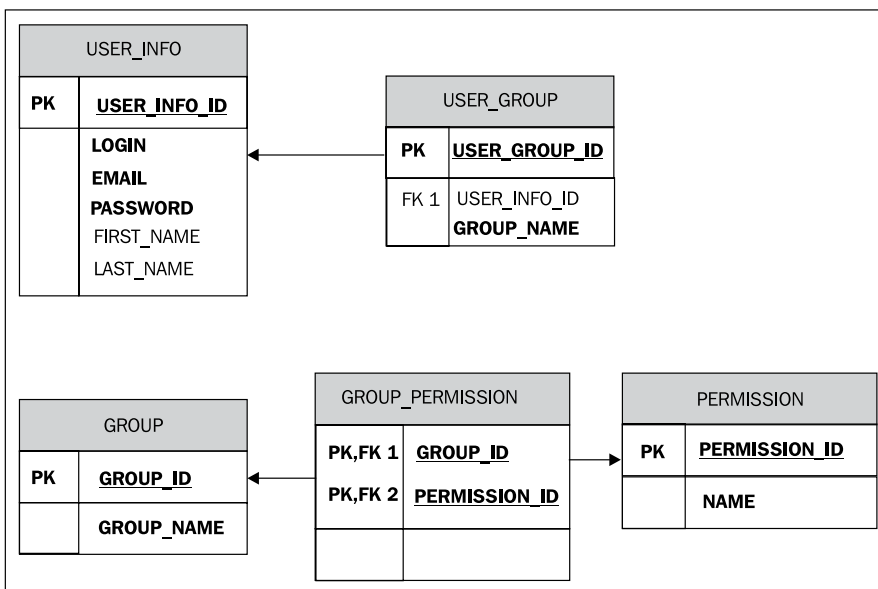 USER_INFO
PK USER_INFO_ID
LOGIN
EMAIL
PASSWORD
FIRST_NAME
LAST_NAME
USER_GROUP
PK USER_GROUP_ID
FK 1 USER_INFO_ID
GROUP_NAME
GROUP
PK GROUP_ID
GROUP_NAME
GROUP_PERMISSION
PK,FK 1 GROUP_ID
PK,FK 2 PERMISSION_ID
PERMISSION
PK PERMISSION_ID
NAME